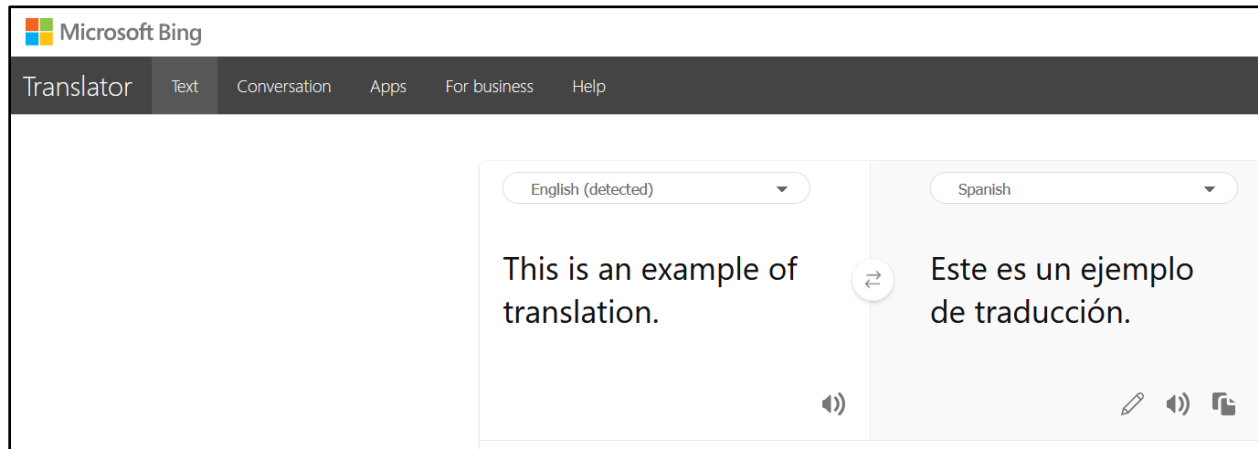 Microsoft Bing
Translator Text Conversation Apps For business Help
English (detected)
This is an example of
translation.
Spanish
Este es un ejemplo
de traducción.